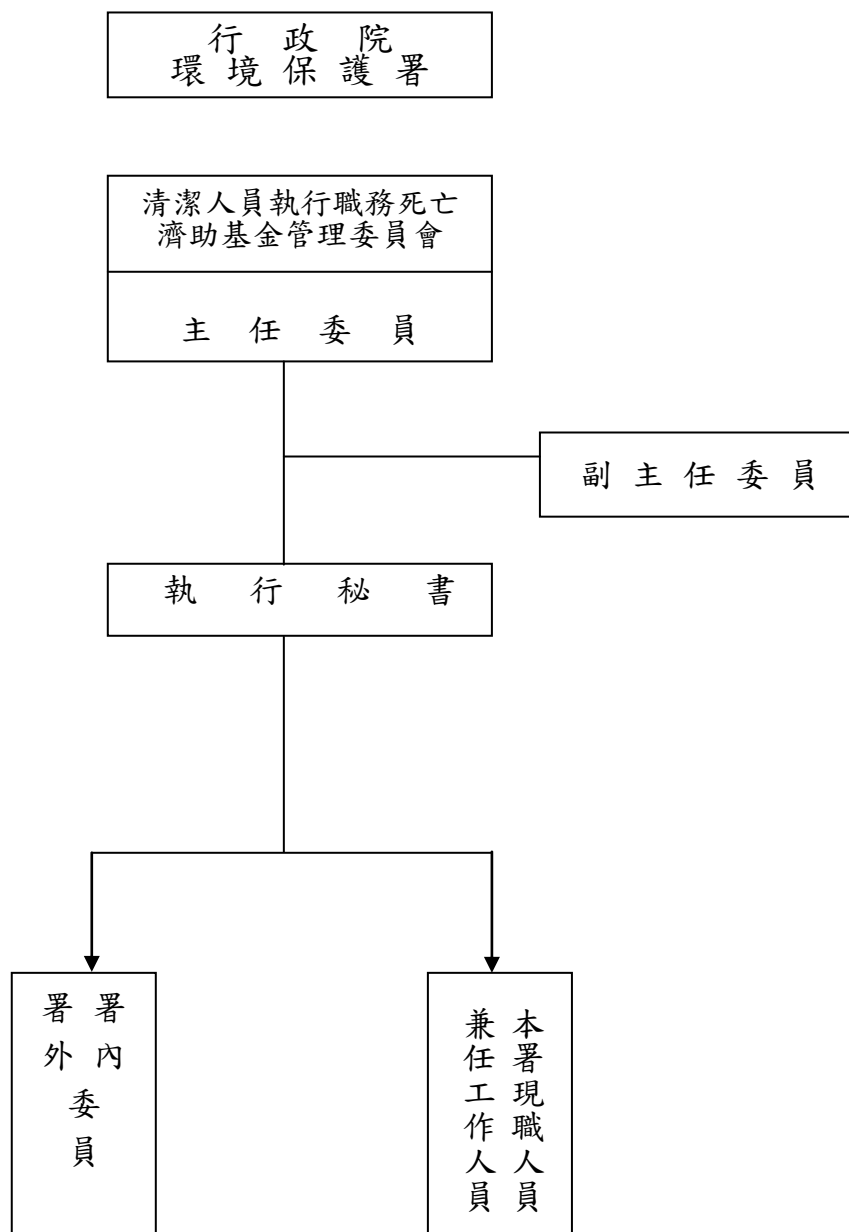 行政院
環境保護署
清潔人員執行職務死亡
濟助基金管理委員會
主任委員
副主任委員
執行秘書
署內
署外
委員
本署現職人員
兼任工作人員